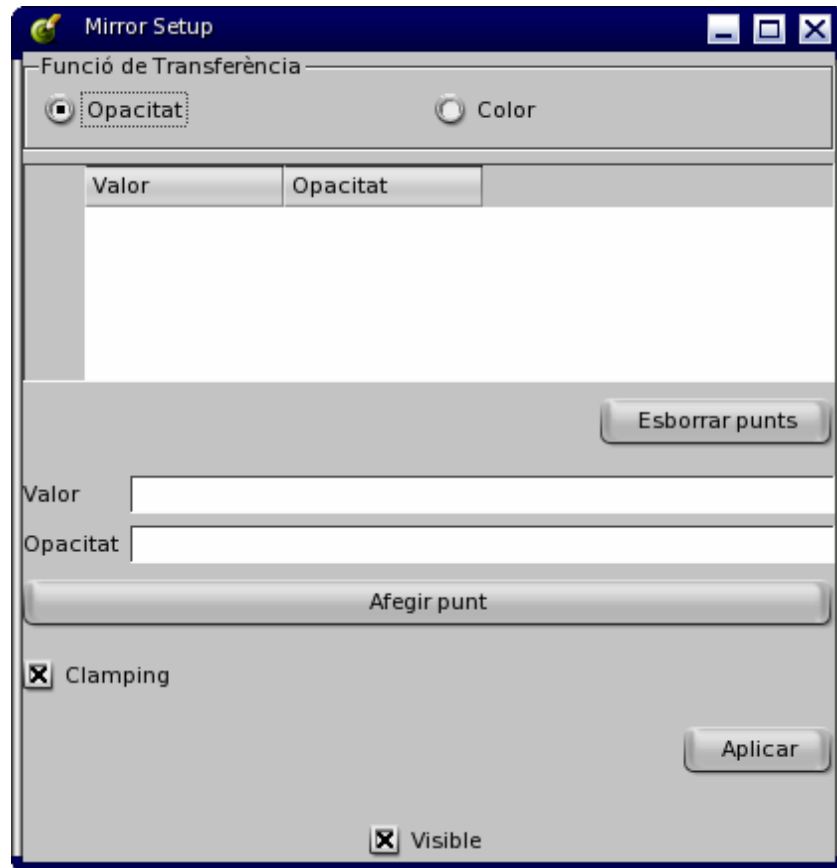 Mirror Setup
Funció de Transferència
Opacitat Color
Valor Opacitat
Esborrar punts
Valor
Opacitat
Afegir punt
Clamping
Aplicar
Visible